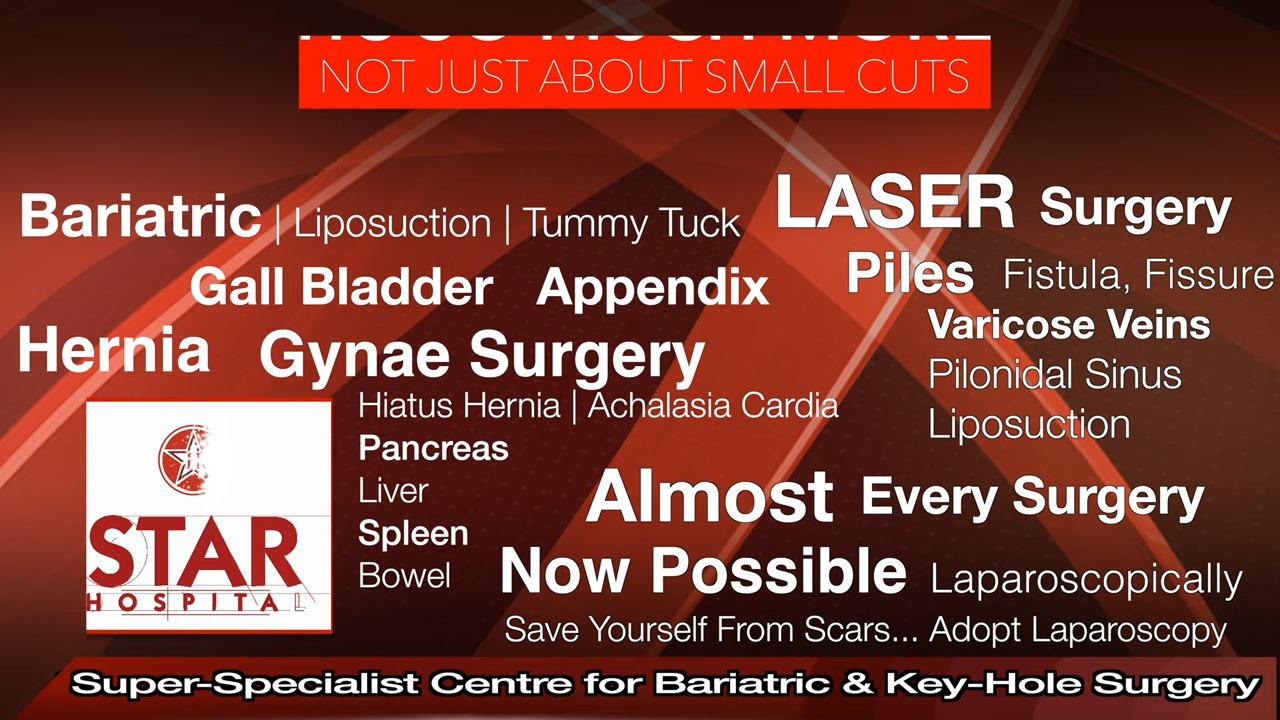 NOT JUST ABOUT SMALL CUTS
Bariatric | Liposuction | Tummy Tuck
Gall Bladder Appendix
Hernia Gynae Surgery
Hiatus Hernia | Achalasia Cardia
Pancreas
Liver
Spleen
Bowel
LASER Surgery
Piles Fistula, Fissure
Varicose Veins
Pilonidal Sinus
Liposuction
Almost Every Surgery
Now Possible Laparoscopically
Save Yourself From Scars... Adopt Laparoscopy
STAR
HOSPITAL
Super-Specialist Centre for Bariatric & Key-Hole Surgery